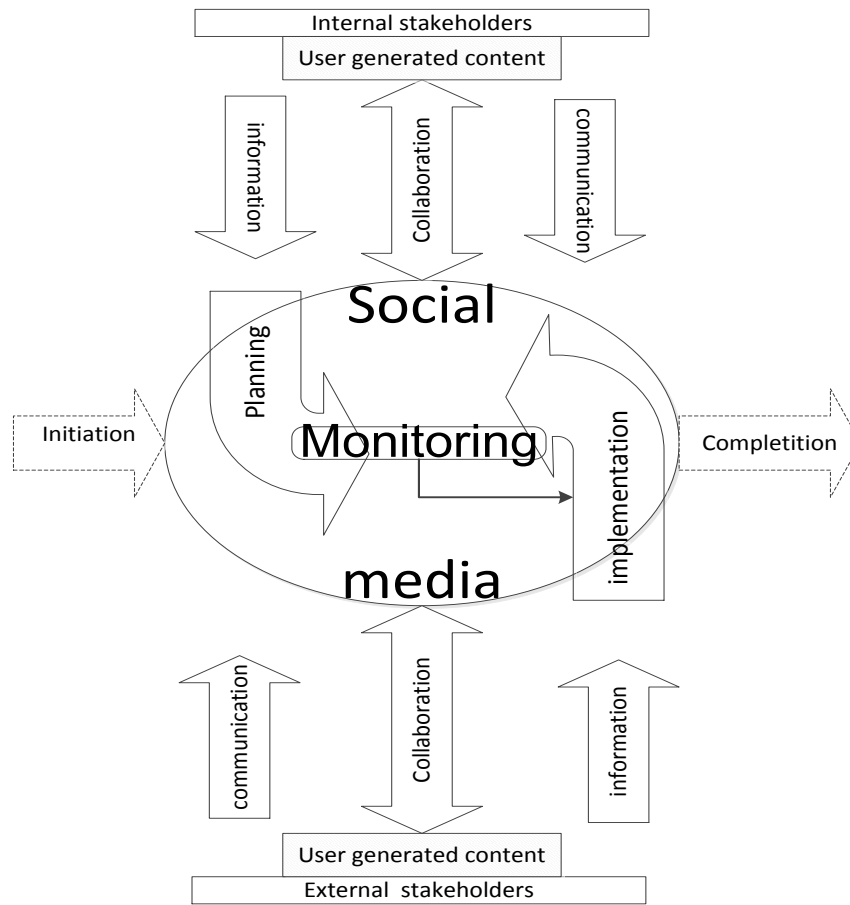 Internal stakeholders
User generated content
information
Collaboration
communication
Social
Planning
Initiation
Monitoring
implementation
Completition
media
communication
Collaboration
information
User generated content
External stakeholders